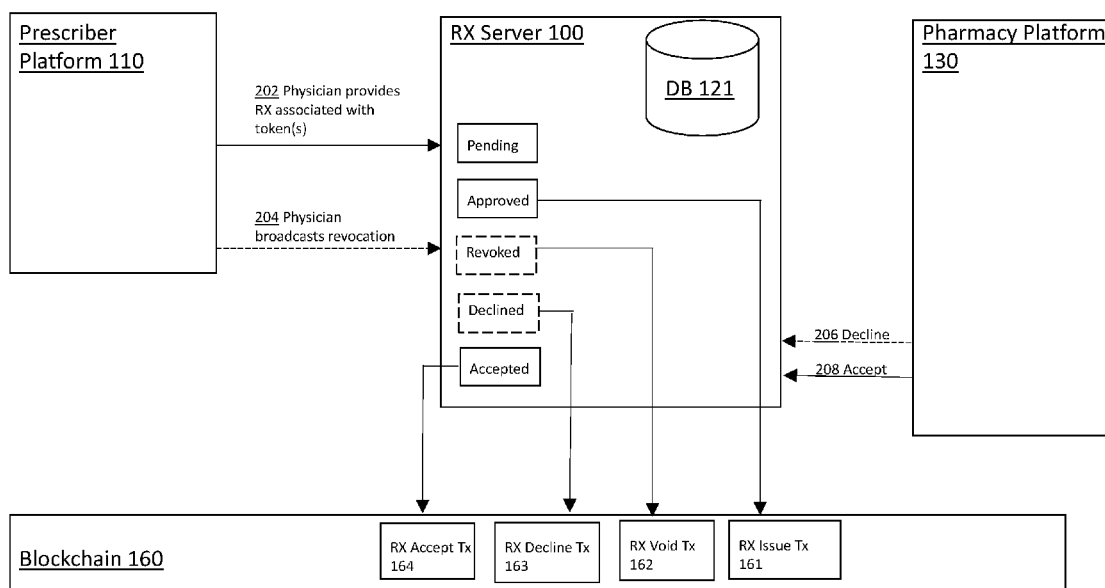 Prescriber
Platform 110
202 Physician provides
RX associated with
token(s)
204 Physician
broadcasts revocation
RX Server 100
DB 121
Pending
Approved
Revoked
Declined
Accepted
Pharmacy Platform
130
206 Decline
208 Accept
Blockchain 160
RX Accept Tx
164
RX Decline Tx
163
RX Void Tx
162
RX Issue Tx
161